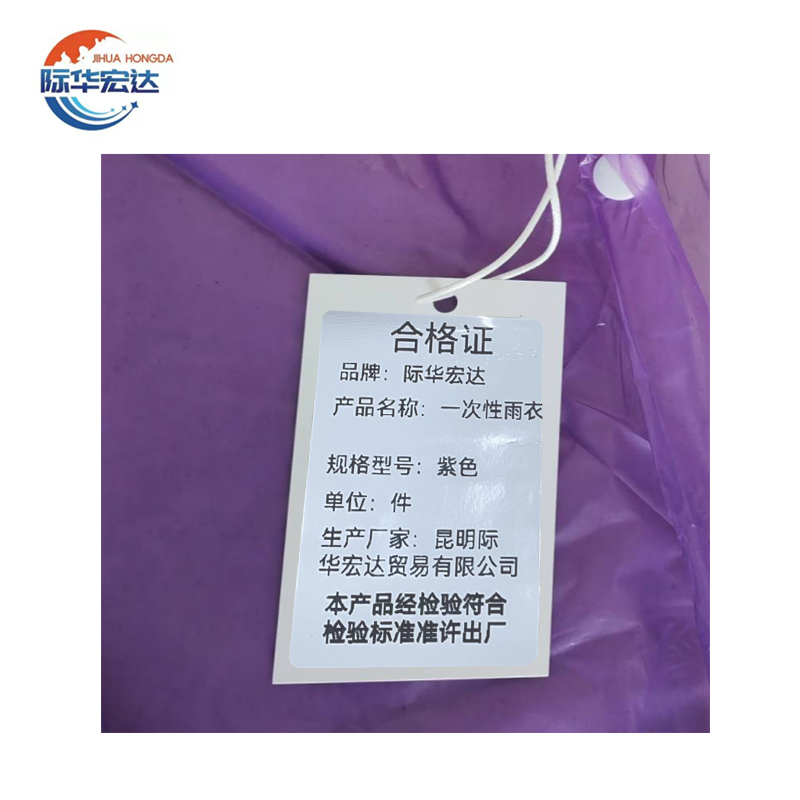 JIHUA HONGDA
际华宏达
合格证
品牌：际华宏达
产品名称：一次性雨衣
规格型号：紫色
单位：件
生产厂家：昆明际
华宏达贸易有限公司
本产品经检验符合
检验标准准许出厂